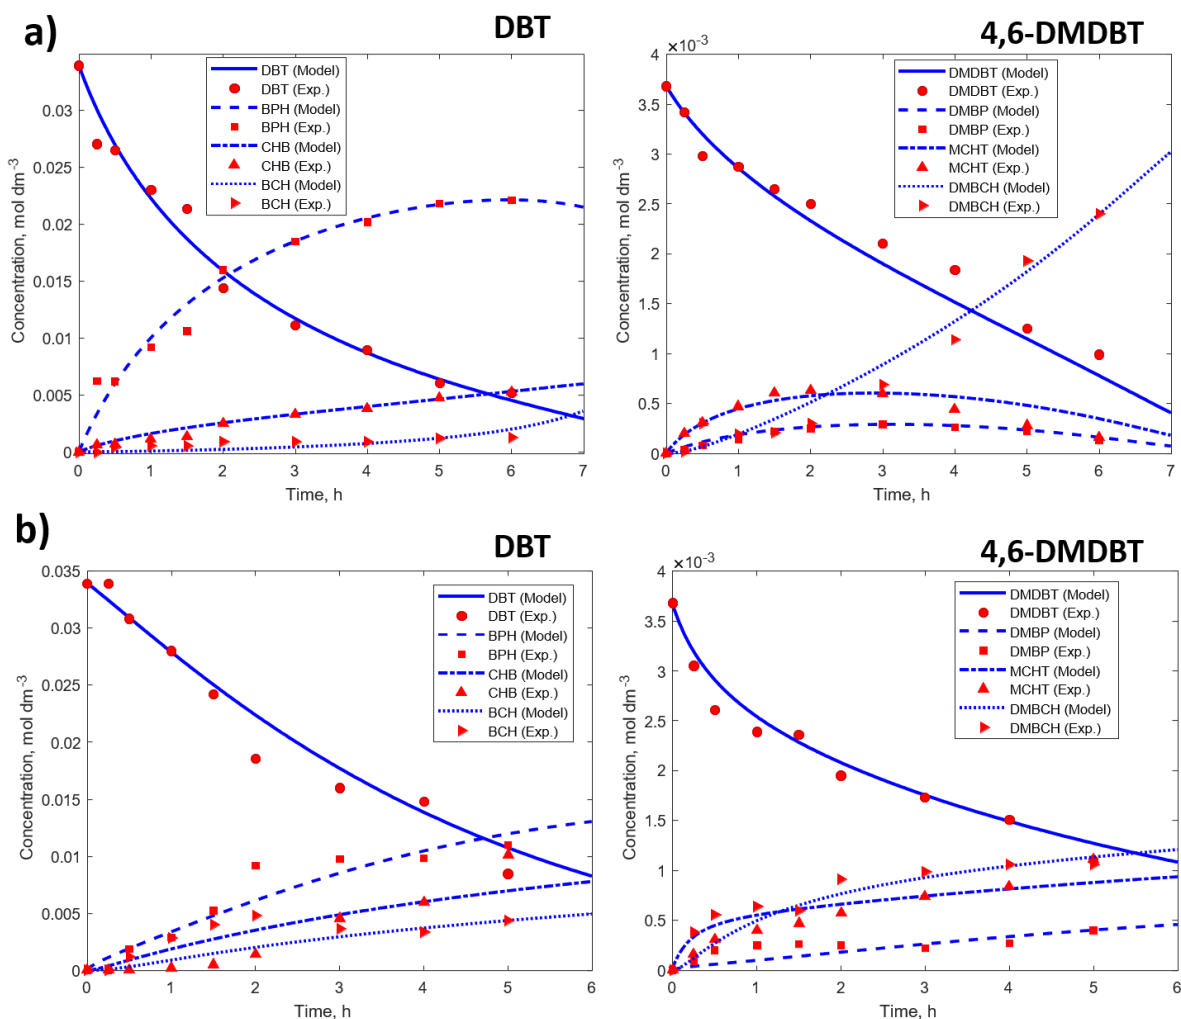 a)
DBT
4,6-DMDBT
DBT (Model)
DBT (Exp.)
BPH (Model)
BPH (Exp.)
CHB (Model)
CHB (Exp.)
BCH (Model)
BCH (Exp.)
0.03
0.025
0.02
0.015
0.01
0.005
0
Concentration, mol dm⁻³
0 1 2 3 4 5 6 7
Time, h
×10⁻³
DMDBT (Model)
DMDBT (Exp.)
DMBP (Model)
DMBP (Exp.)
MCHT (Model)
MCHT (Exp.)
DMBCH (Model)
DMBCH (Exp.)
4
3.5
3
2.5
2
1.5
1
0.5
0
Concentration, mol dm⁻³
0 1 2 3 4 5 6 7
Time, h
b)
DBT
4,6-DMDBT
DBT (Model)
DBT (Exp.)
BPH (Model)
BPH (Exp.)
CHB (Model)
CHB (Exp.)
BCH (Model)
BCH (Exp.)
0.035
0.03
0.025
0.02
0.015
0.01
0.005
0
Concentration, mol dm⁻³
0 1 2 3 4 5 6
Time, h
×10⁻³
DMDBT (Model)
DMDBT (Exp.)
DMBP (Model)
DMBP (Exp.)
MCHT (Model)
MCHT (Exp.)
DMBCH (Model)
DMBCH (Exp.)
4
3.5
3
2.5
2
1.5
1
0.5
0
Concentration, mol dm⁻³
0 1 2 3 4 5 6
Time, h